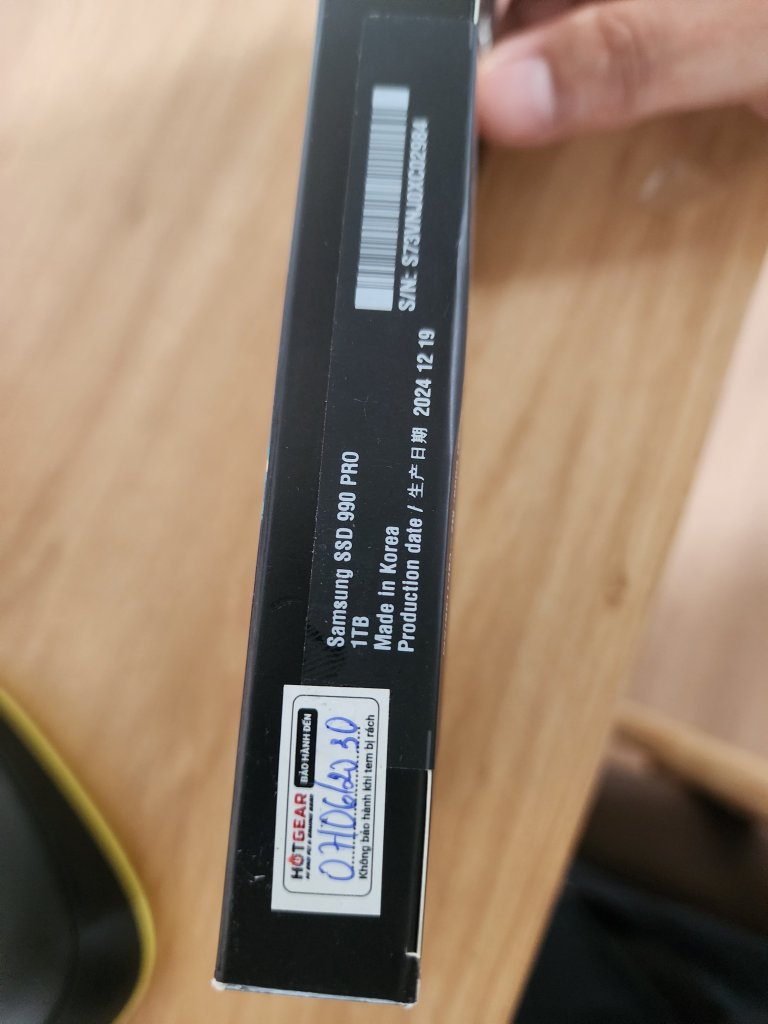 S/N: S73VNJ0XC02984
Samsung SSD 990 PRO
1TB
Made in Korea
Production date / 生产日期 2024 12 19
HOTGEAR BẢO HÀNH ĐẾN
07/06/2030
Không bảo hành khi tem bị rách